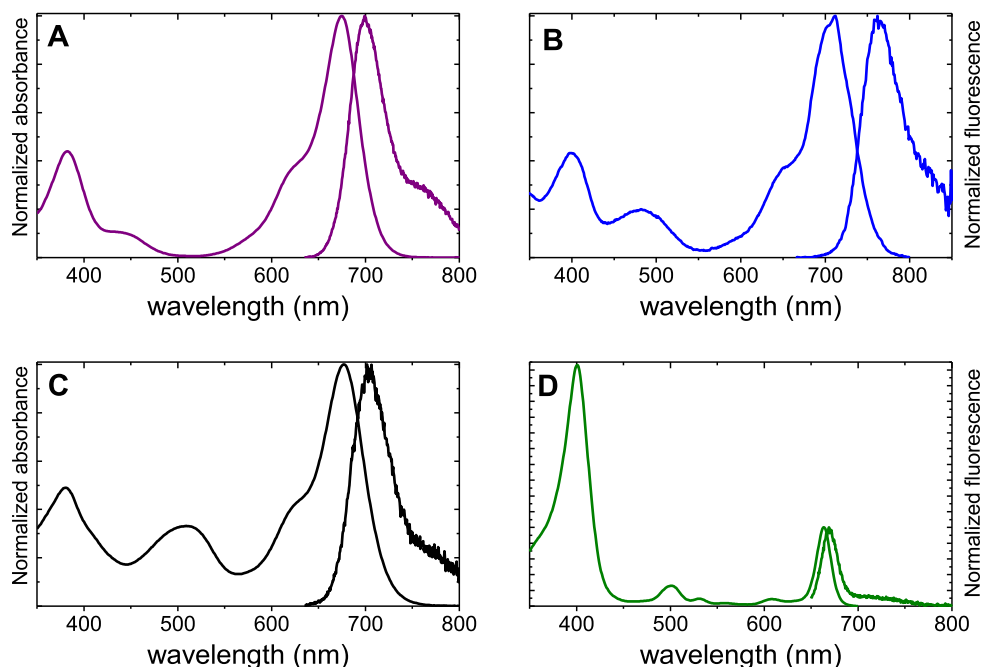 A
Normalized absorbance
400 500 600 700 800
wavelength (nm)
B
Normalized fluorescence
400 500 600 700 800
wavelength (nm)
C
Normalized absorbance
400 500 600 700 800
wavelength (nm)
D
Normalized fluorescence
400 500 600 700 800
wavelength (nm)